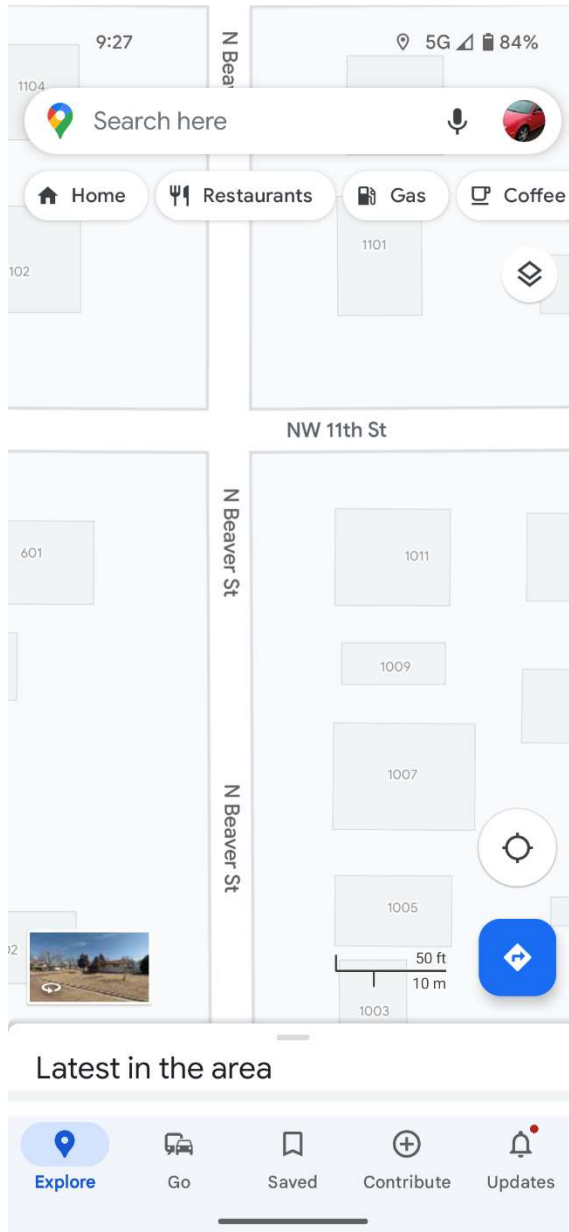 9:27
5G 84%
N Beav
1104
Search here
Home
Restaurants
Gas
Coffee
1101
102
NW 11th St
N Beaver St
601
1011
1009
1007
N Beaver St
1005
02
50 ft
10 m
1003
Latest in the area
Explore
Go
Saved
Contribute
Updates